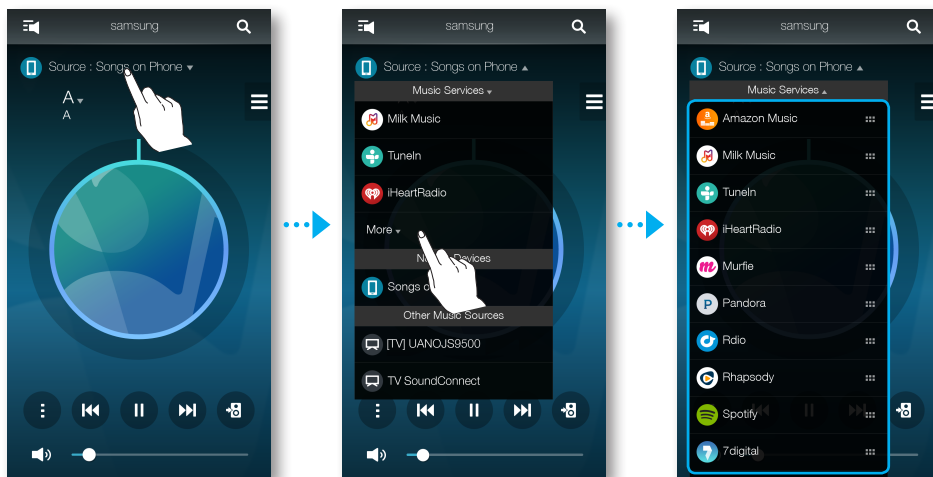 samsung
Source : Songs on Phone
A
A
samsung
Source : Songs on Phone
Music Services
Milk Music
TuneIn
iHeartRadio
More
Devices
Songs
Other Music Sources
[TV] UANOJS9500
TV SoundConnect
samsung
Source : Songs on Phone
Music Services
Amazon Music
Milk Music
TuneIn
iHeartRadio
Murfie
Pandora
Rdio
Rhapsody
Spotify
7digital